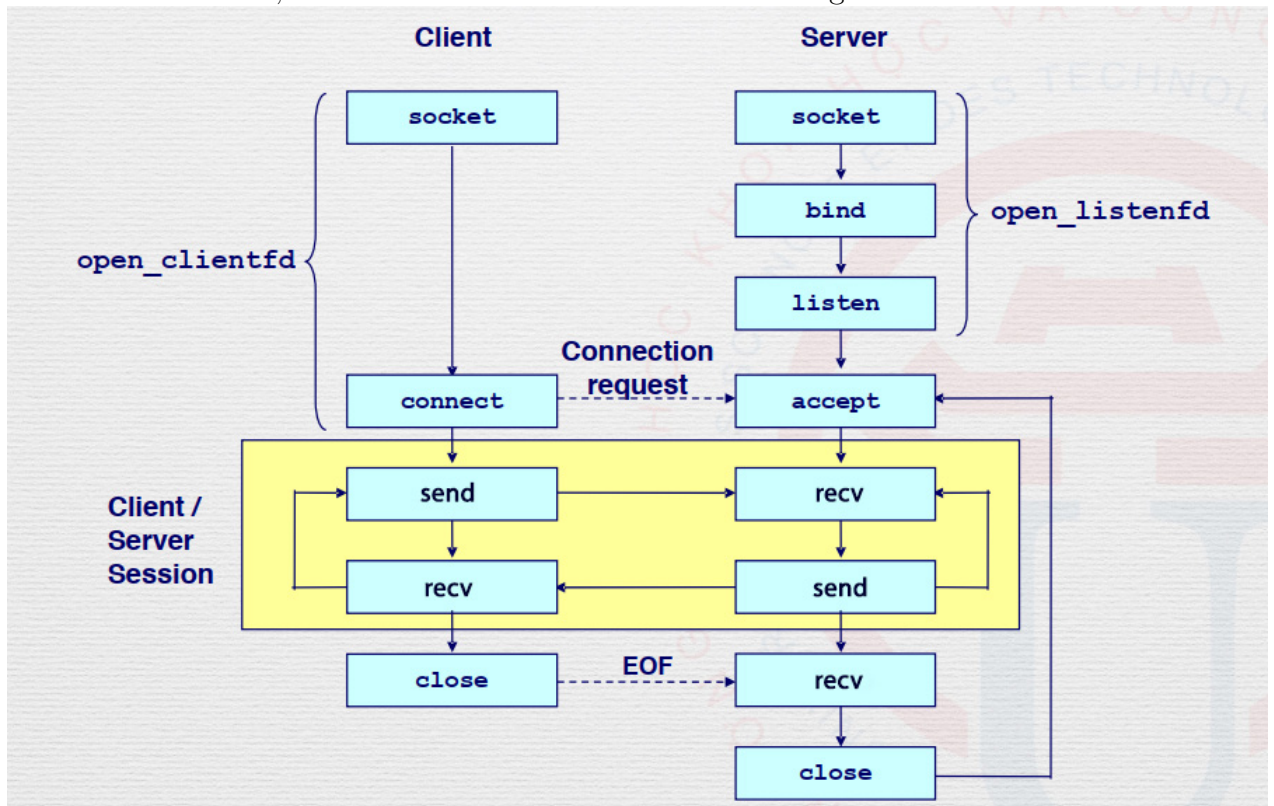 Client
Server
socket
socket
bind
open_listenfd
open_clientfd
listen
Connection
request
connect
accept
Client /
Server
Session
send
recv
recv
send
close
EOF
recv
close